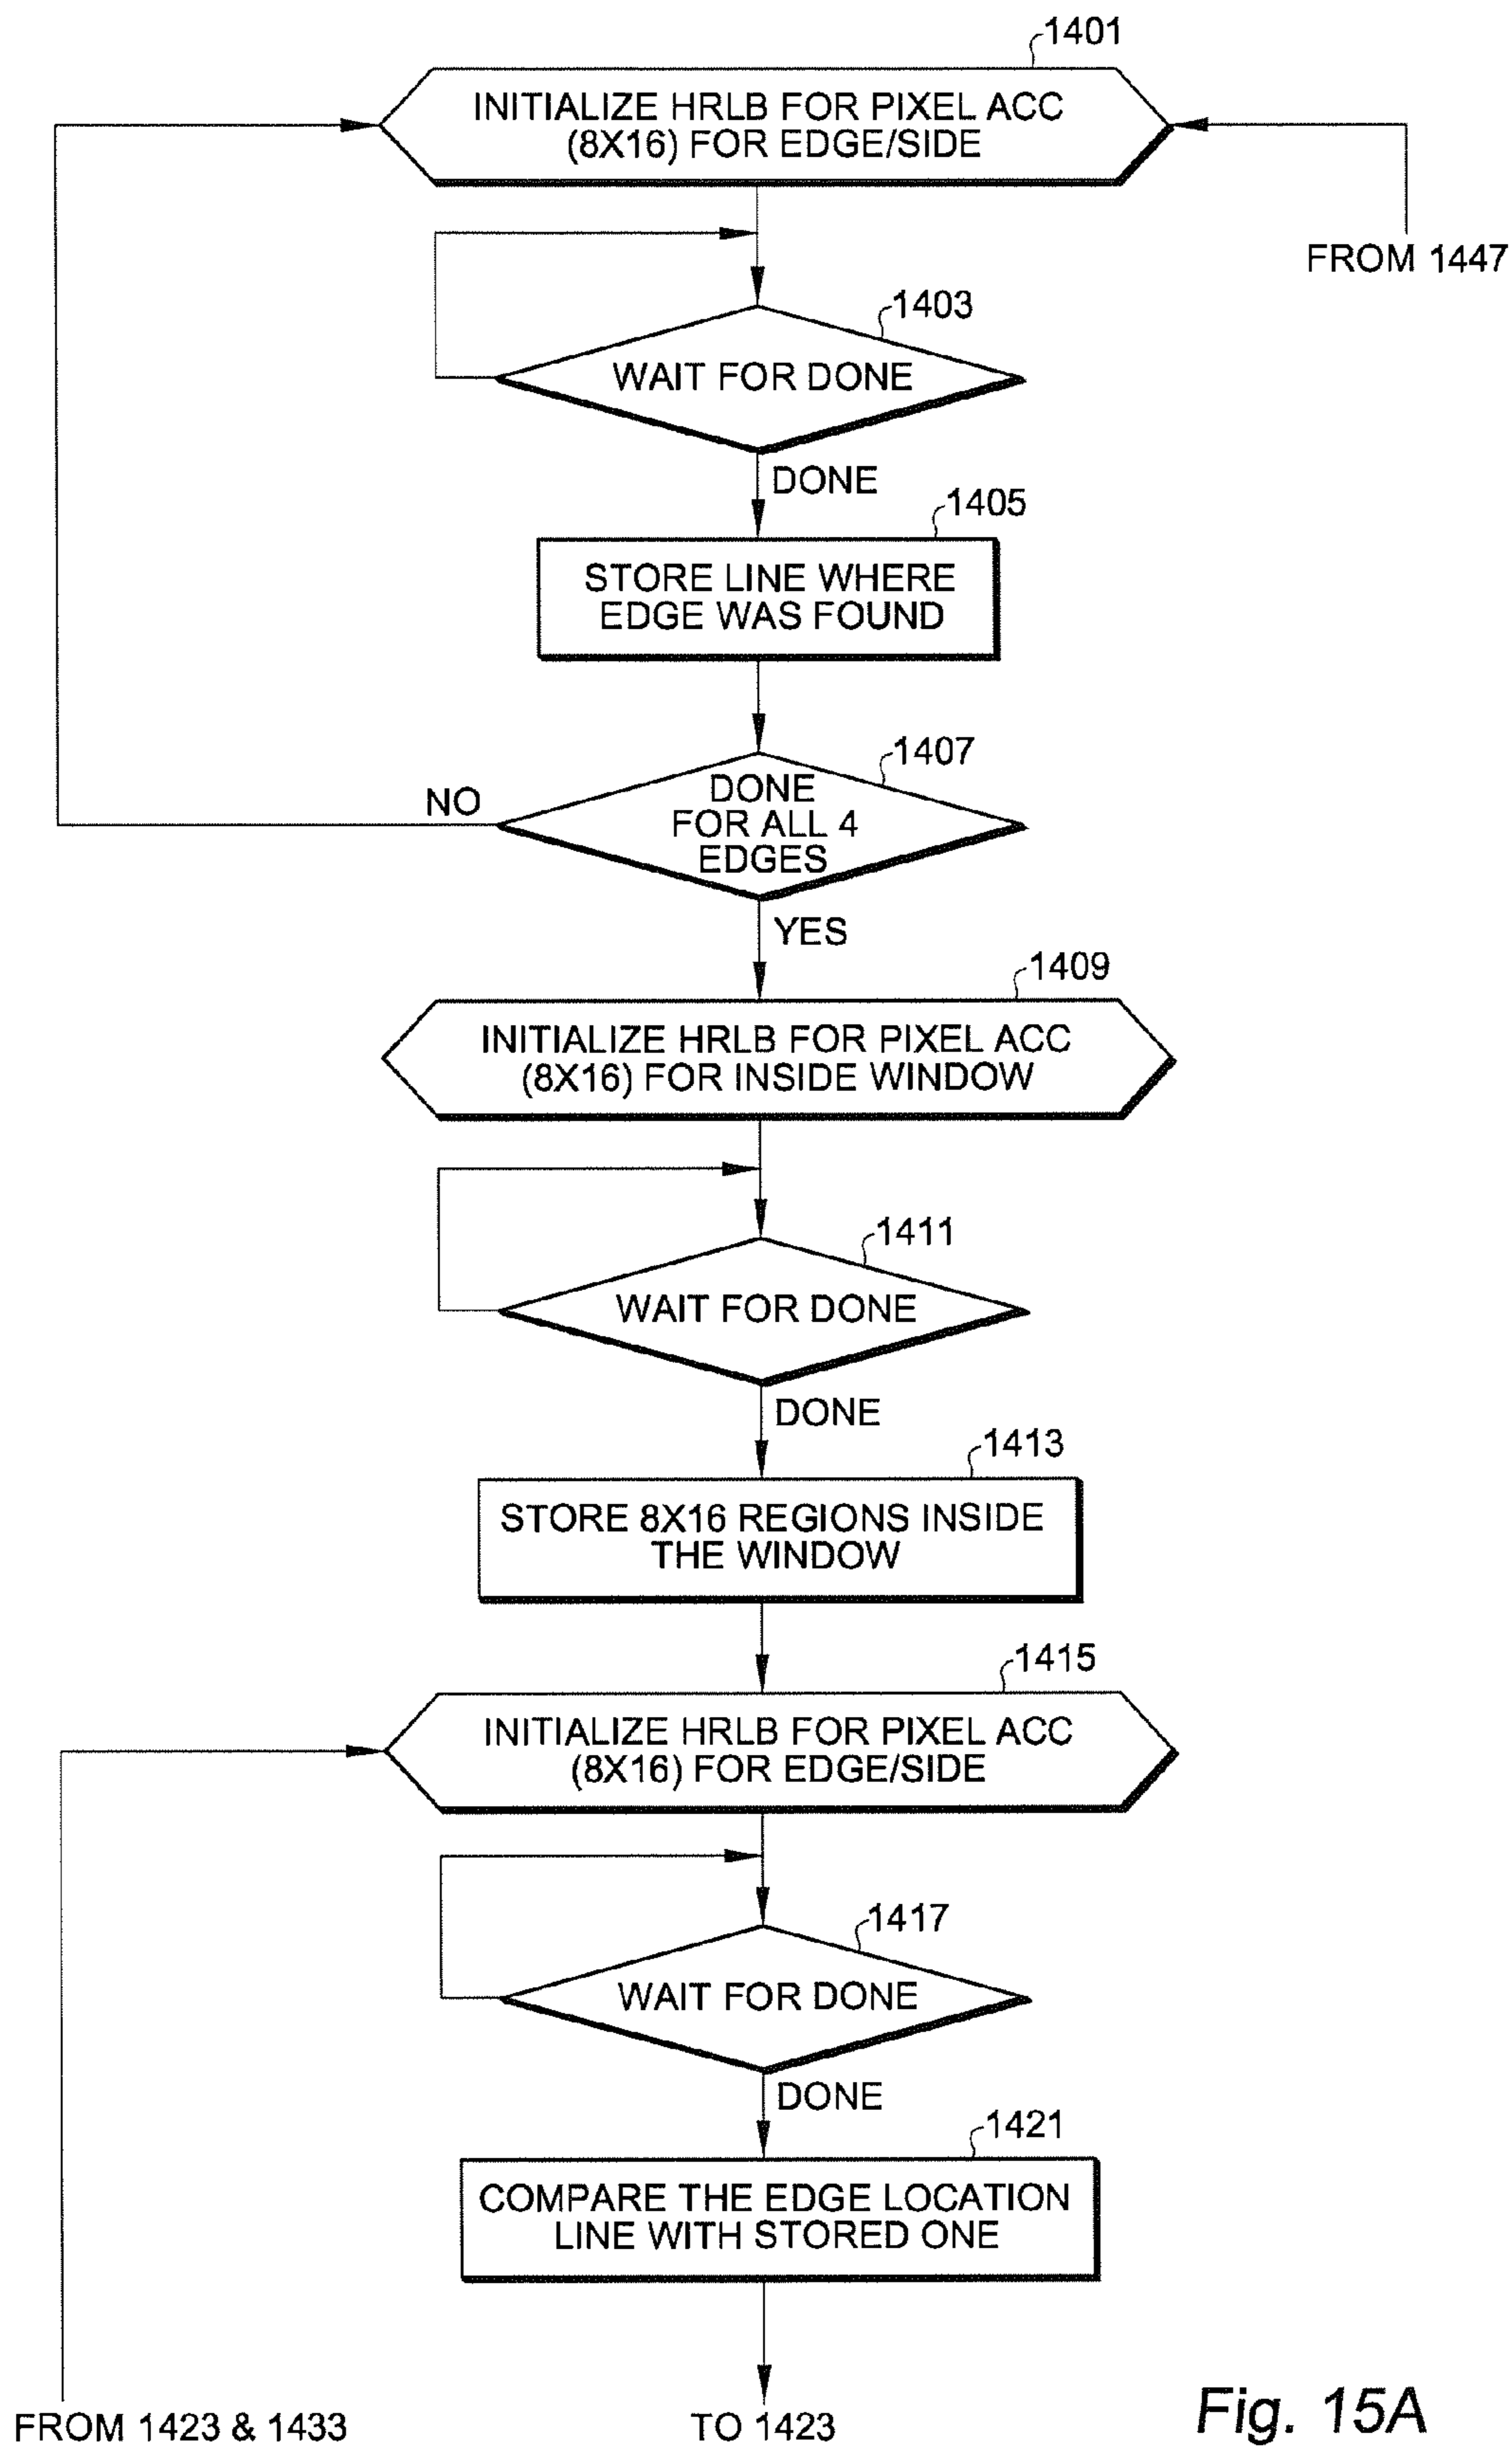 1401
INITIALIZE HRLB FOR PIXEL ACC
(8X16) FOR EDGE/SIDE
FROM 1447
1403
WAIT FOR DONE
DONE
1405
STORE LINE WHERE
EDGE WAS FOUND
1407
DONE
FOR ALL 4
EDGES
NO
YES
1409
INITIALIZE HRLB FOR PIXEL ACC
(8X16) FOR INSIDE WINDOW
1411
WAIT FOR DONE
DONE
1413
STORE 8X16 REGIONS INSIDE
THE WINDOW
1415
INITIALIZE HRLB FOR PIXEL ACC
(8X16) FOR EDGE/SIDE
1417
WAIT FOR DONE
DONE
1421
COMPARE THE EDGE LOCATION
LINE WITH STORED ONE
FROM 1423 & 1433
TO 1423
Fig. 15A